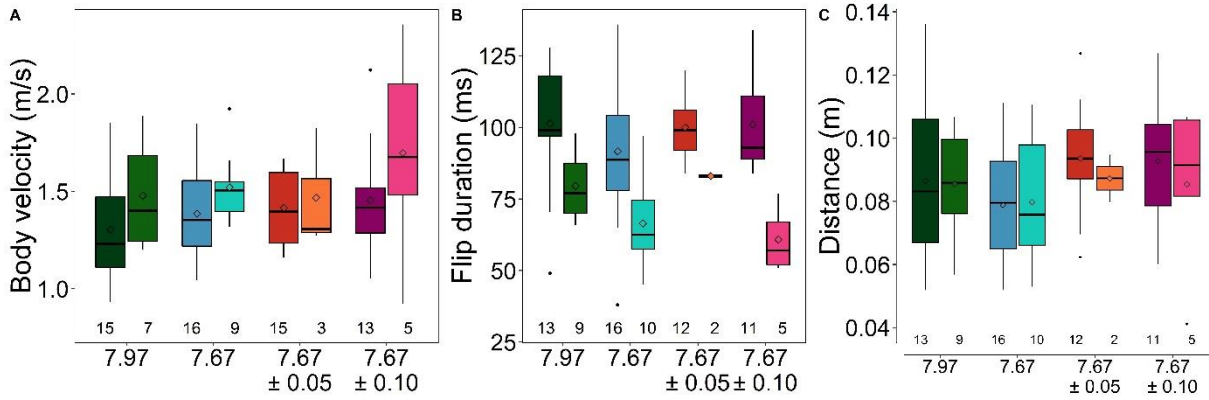 A
Body velocity (m/s)
2.0
1.5
1.0
15 7 16 9 15 3 13 5
7.97 7.67 7.67 7.67
± 0.05 ± 0.10
B
Flip duration (ms)
125
100
75
50
25
13 9 16 10 12 2 11 5
7.97 7.67 7.67 7.67
± 0.05 ± 0.10
C
Distance (m)
0.14
0.12
0.10
0.08
0.06
0.04
13 9 16 10 12 2 11 5
7.97 7.67 7.67 7.67
± 0.05 ± 0.10